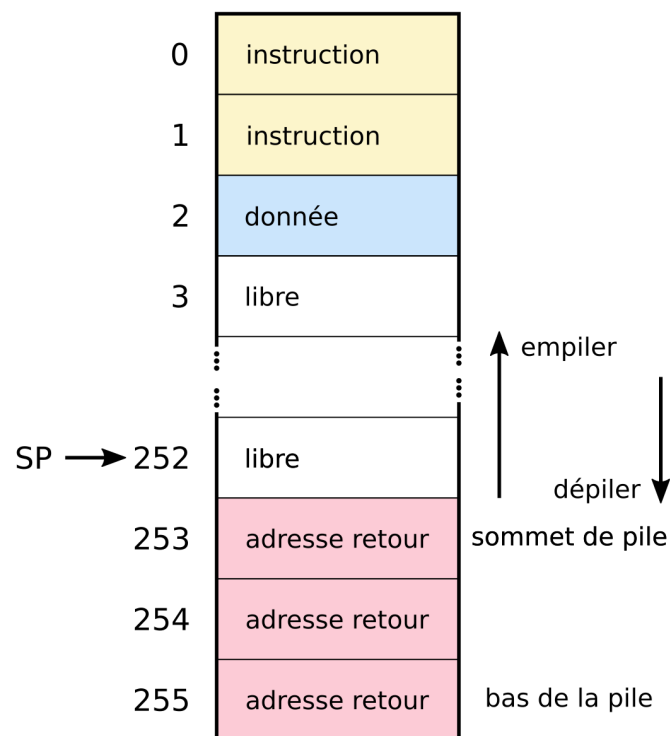 0 instruction
1 instruction
2 donnée
3 libre
empiler
SP 252 libre
dépiler
253 adresse retour sommet de pile
254 adresse retour
255 adresse retour bas de la pile